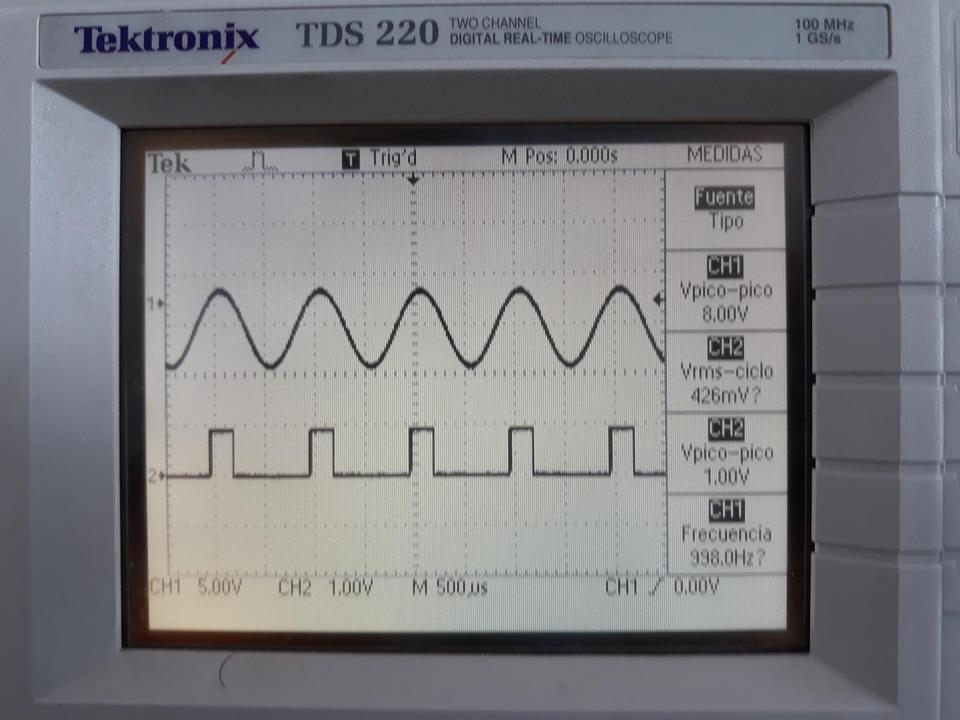 Tektronix TDS 220 TWO CHANNEL
DIGITAL REAL-TIME OSCILLOSCOPE
100 MHz
1 GS/s
Tek T Trig'd M Pos: 0.000s MEDIDAS
Fuente
Tipo
CH1
Vpico-pico
8.00V
CH2
Vrms-ciclo
426mV?
CH2
Vpico-pico
1.00V
CH1
Frecuencia
998.0Hz?
1
2
CH1 5.00V CH2 1.00V M 500µs CH1 0.00V